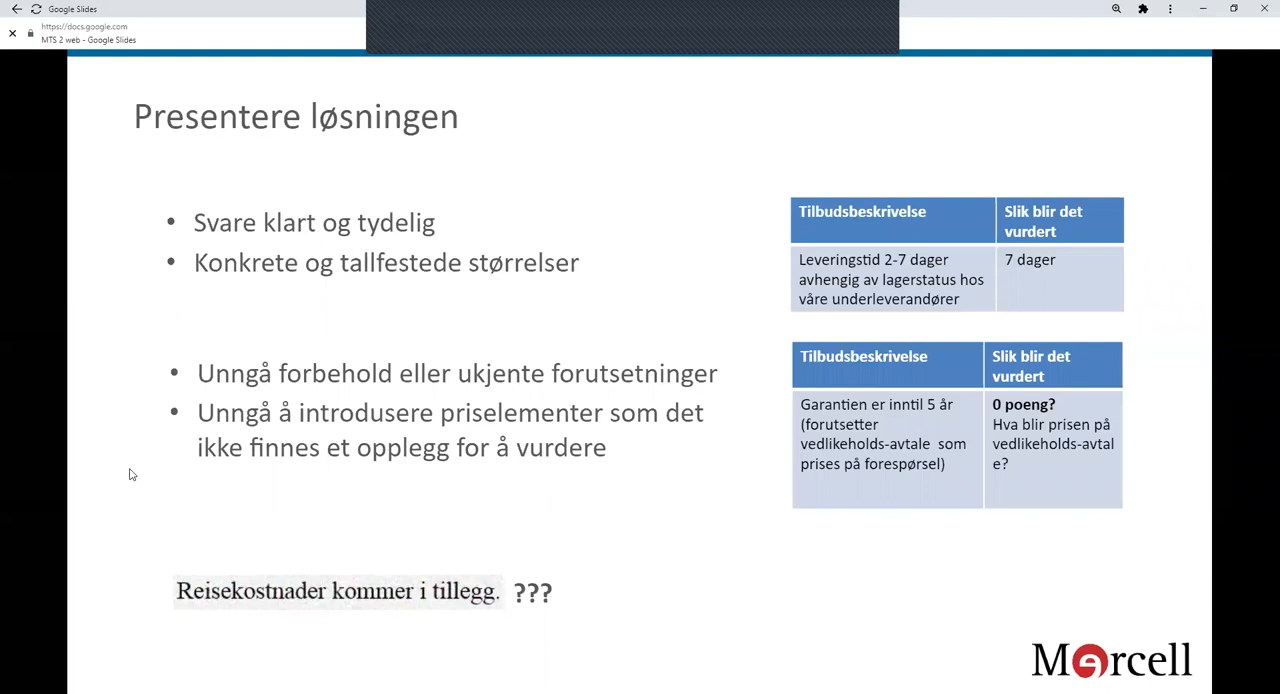 Google Slides
https://docs.google.com
MTS 2 web - Google Slides
Presentere løsningen
• Svare klart og tydelig
• Konkrete og tallfestede størrelser
• Unngå forbehold eller ukjente forutsetninger
• Unngå å introdusere priselementer som det
ikke finnes et opplegg for å vurdere
Tilbudsbeskrivelse
Slik blir det
vurdert
Leveringstid 2-7 dager
avhengig av lagerstatus hos
våre underleverandører
7 dager
Tilbudsbeskrivelse
Slik blir det
vurdert
Garantien er inntil 5 år
(forutsetter
vedlikeholds-avtale som
prises på forespørsel)
0 poeng?
Hva blir prisen på
vedlikeholds-avtal
e?
Reisekostnader kommer i tillegg. ???
Mercell